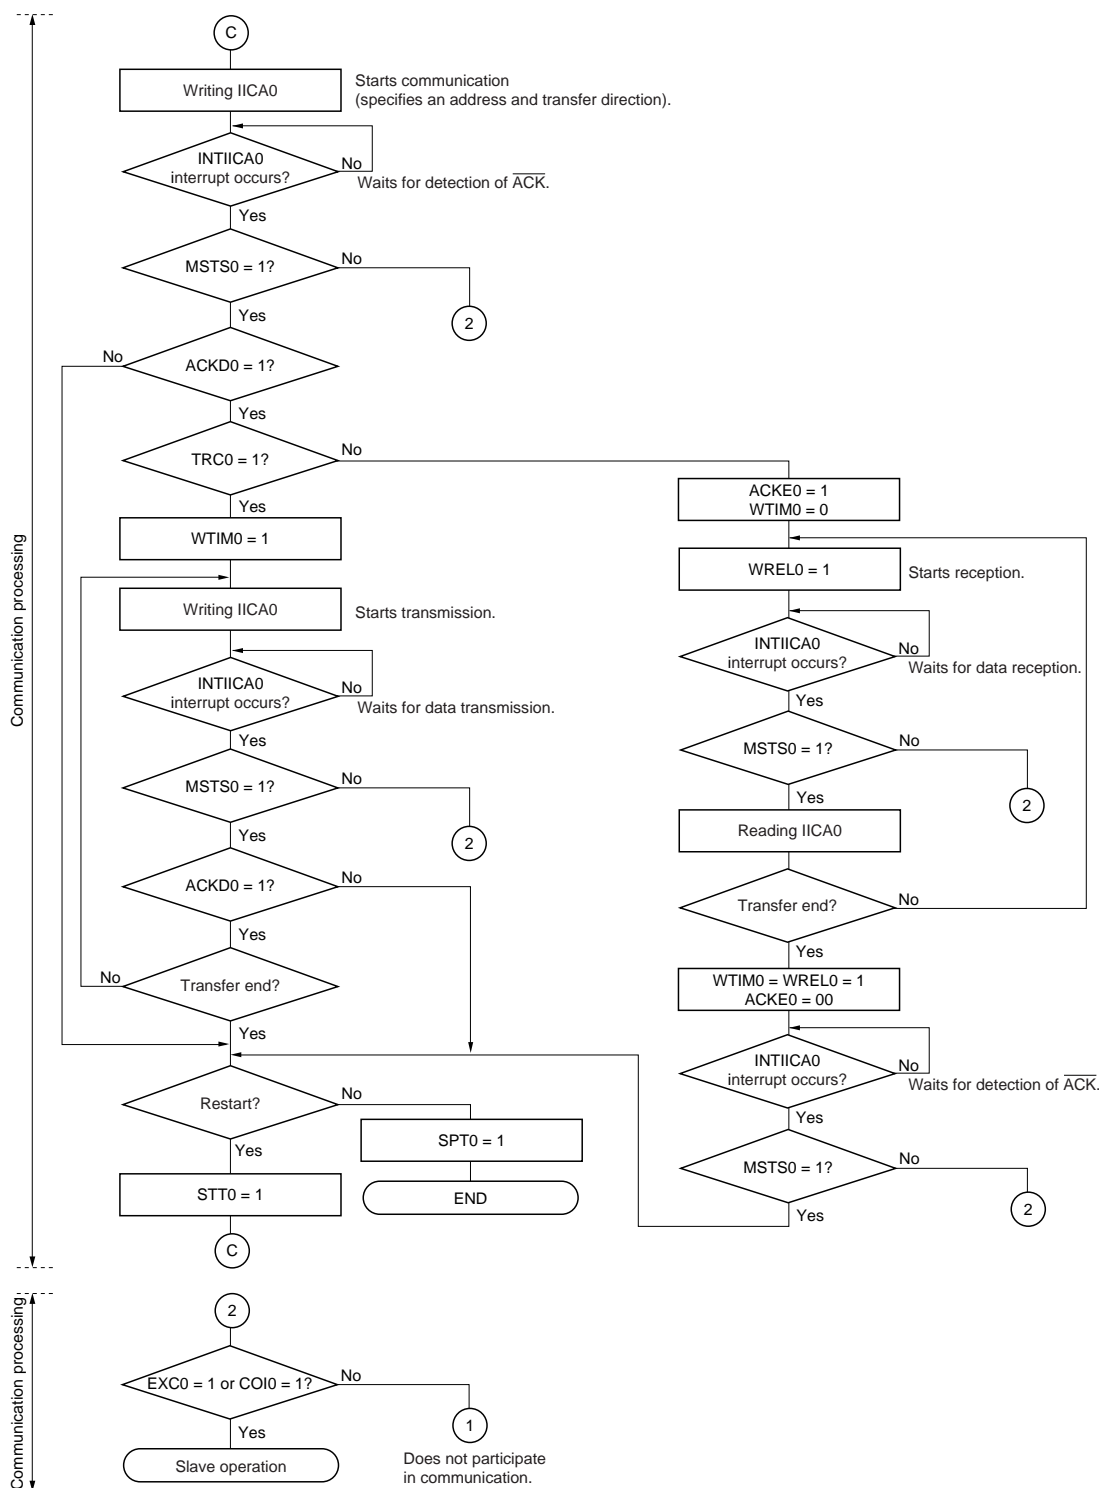 C
Writing IICA0
Starts communication
(specifies an address and transfer direction).
INTIICA0
interrupt occurs?
No
Waits for detection of ACK.
Yes
MSTS0 = 1?
No
2
Yes
ACKD0 = 1?
No
Yes
TRC0 = 1?
No
Yes
WTIM0 = 1
Writing IICA0
Starts transmission.
INTIICA0
interrupt occurs?
No
Waits for data transmission.
Yes
MSTS0 = 1?
No
2
Yes
ACKD0 = 1?
No
Yes
Transfer end?
No
Yes
Restart?
No
SPT0 = 1
END
Yes
STT0 = 1
C
ACKE0 = 1
WTIM0 = 0
WREL0 = 1
Starts reception.
INTIICA0
interrupt occurs?
No
Waits for data reception.
Yes
MSTS0 = 1?
No
2
Yes
Reading IICA0
Transfer end?
No
Yes
WTIM0 = WREL0 = 1
ACKE0 = 00
INTIICA0
interrupt occurs?
No
Waits for detection of ACK.
Yes
MSTS0 = 1?
No
2
Yes
Communication processing
2
EXC0 = 1 or COI0 = 1?
No
1
Does not participate
in communication.
Yes
Slave operation
Communication processing